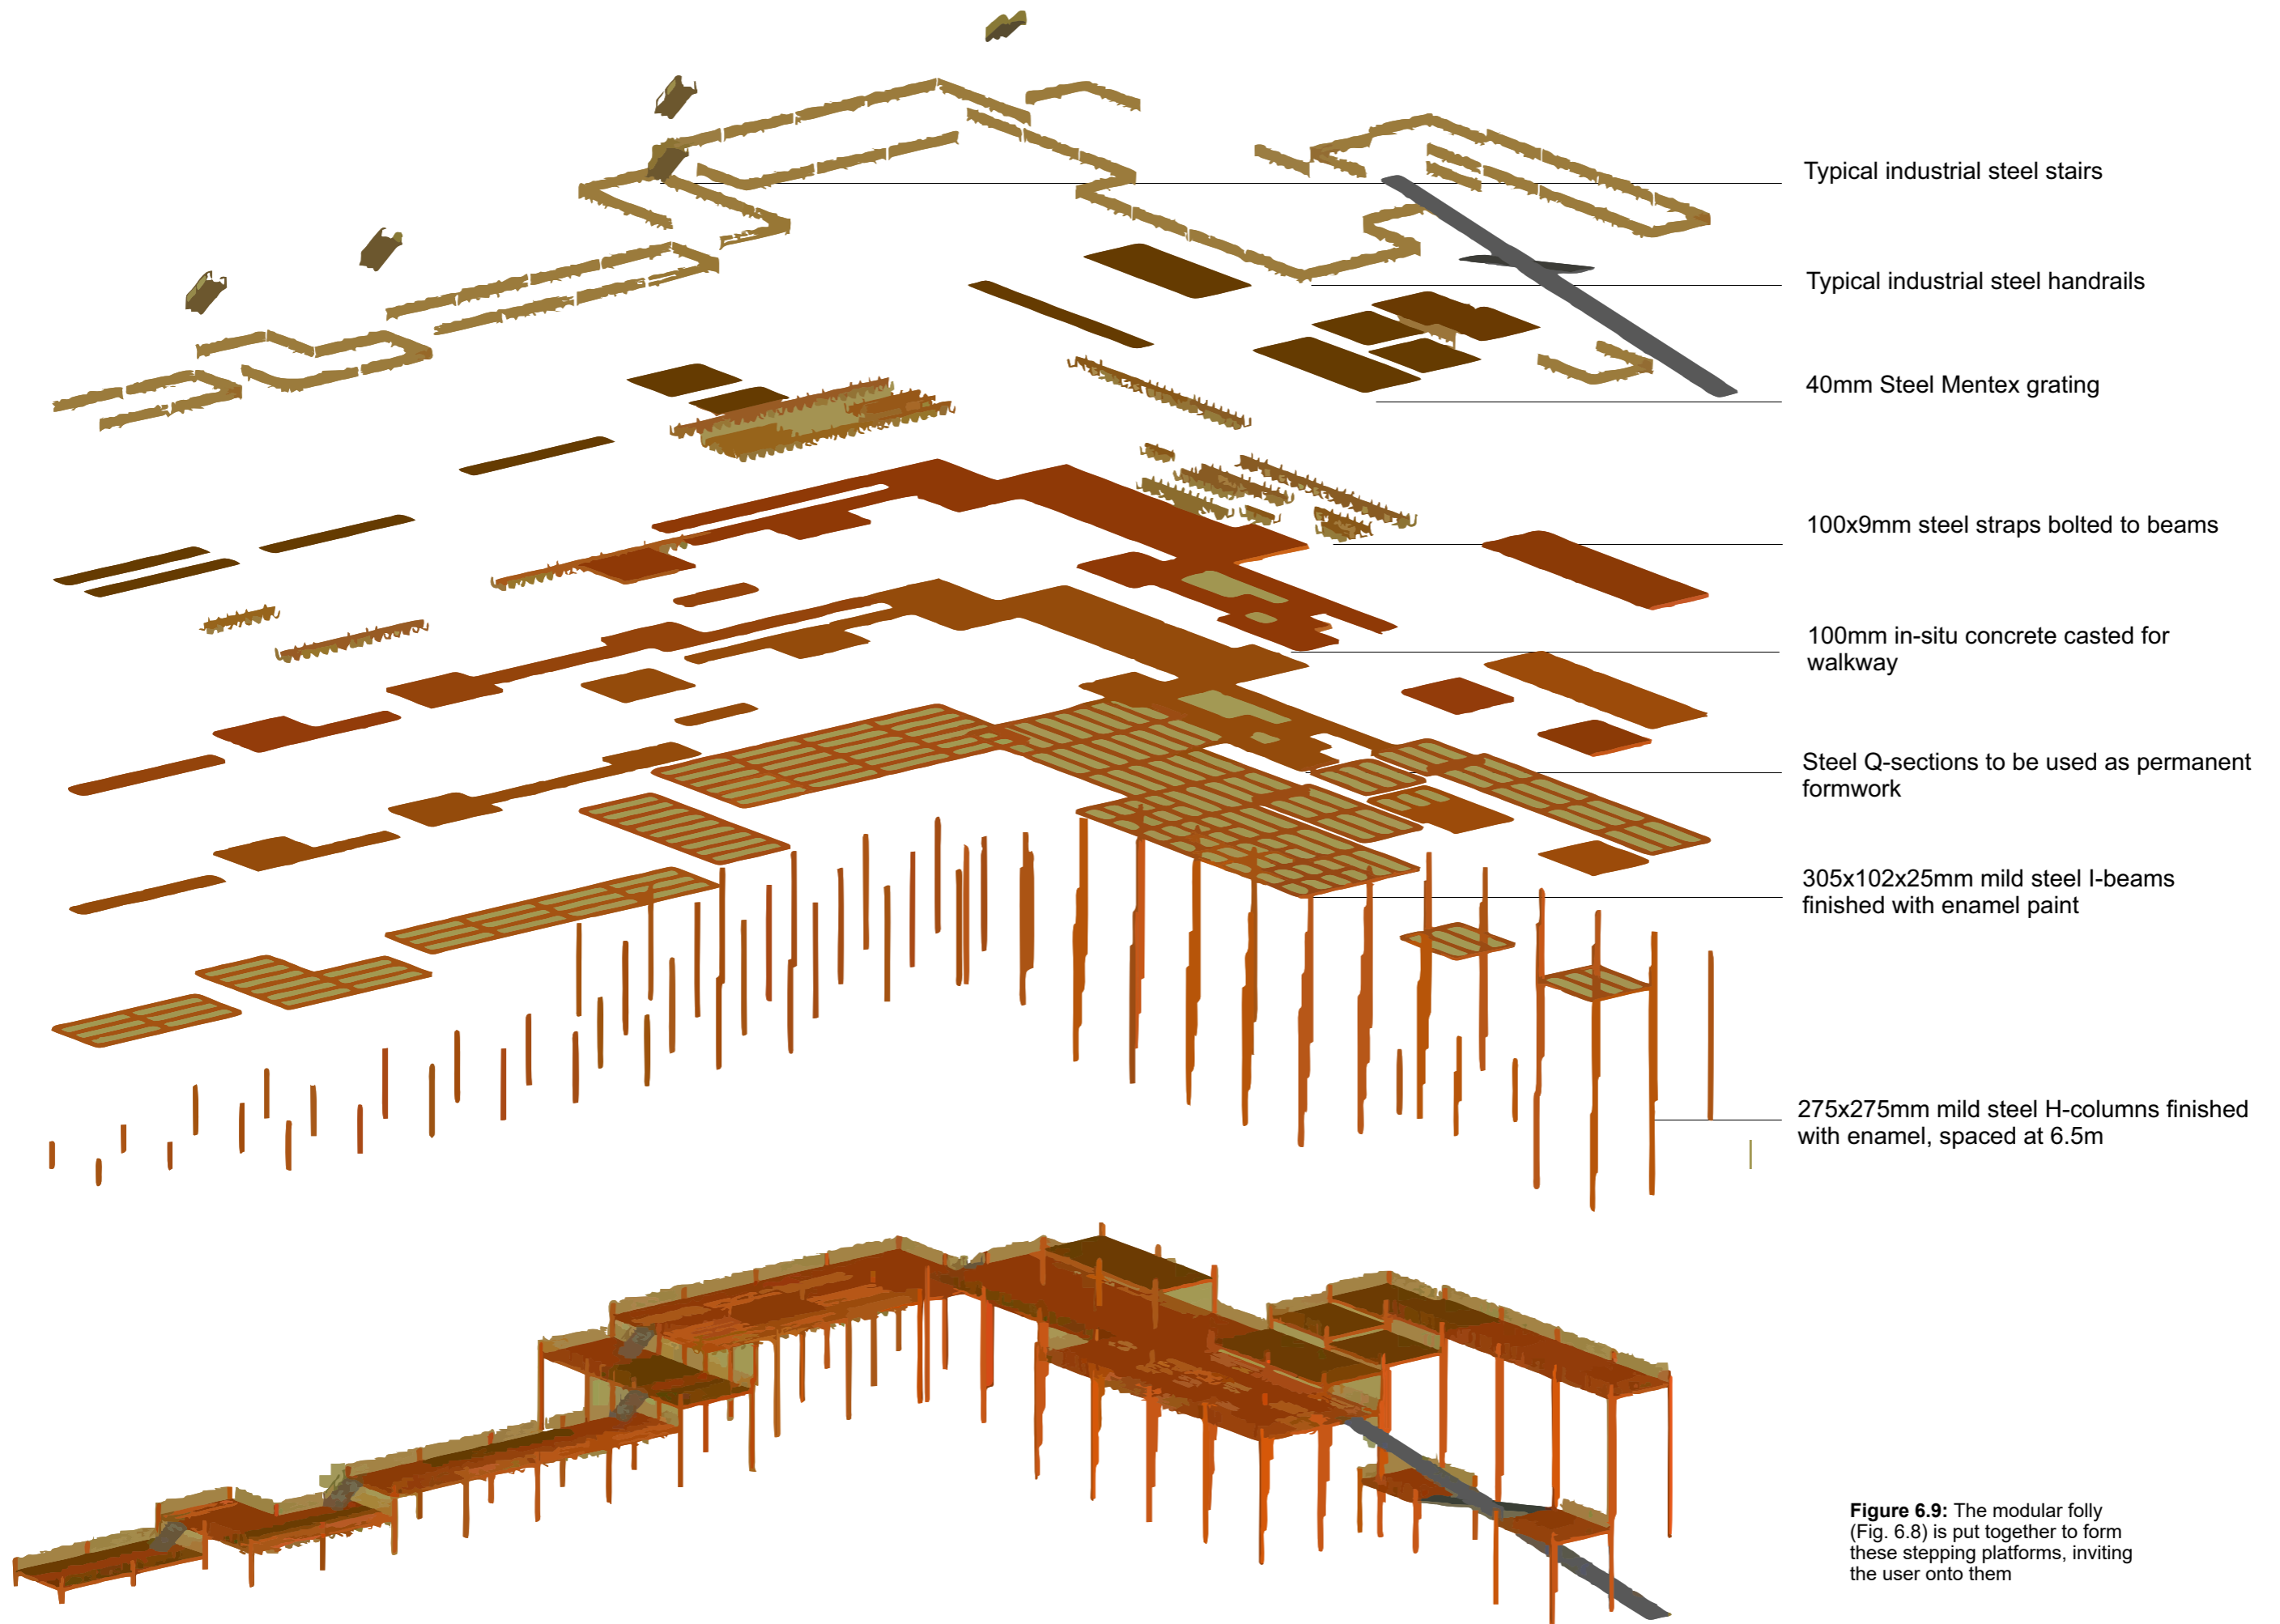 Typical industrial steel stairs
Typical industrial steel handrails
40mm Steel Mentex grating
100x9mm steel straps bolted to beams
100mm in-situ concrete casted for
walkway
Steel Q-sections to be used as permanent
formwork
305x102x25mm mild steel I-beams
finished with enamel paint
275x275mm mild steel H-columns finished
with enamel, spaced at 6.5m
Figure 6.9: The modular folly
(Fig. 6.8) is put together to form
these stepping platforms, inviting
the user onto them